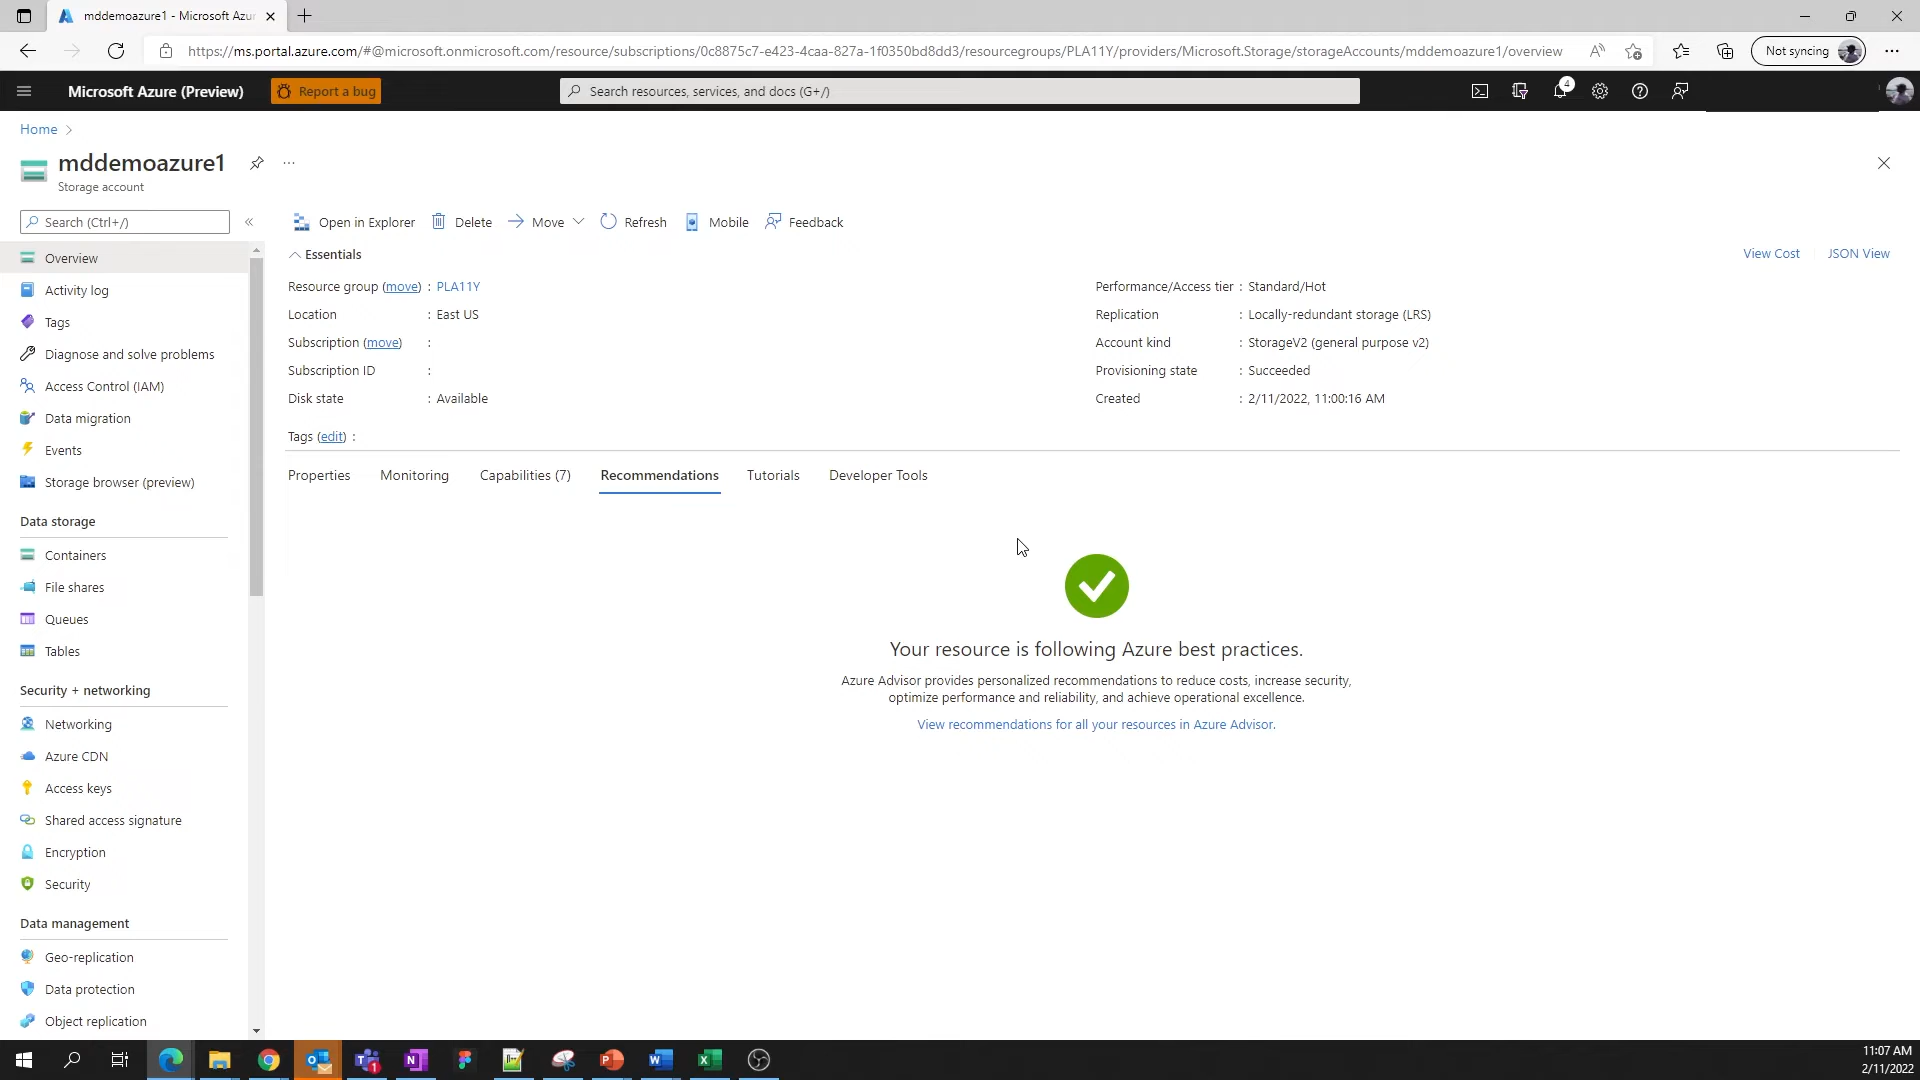 mddemoazure1 - Microsoft Azur
https://ms.portal.azure.com/#@microsoft.onmicrosoft.com/resource/subscriptions/0c8875c7-e423-4caa-827a-1f0350bd8dd3/resourcegroups/PLA11Y/providers/Microsoft.Storage/storageAccounts/mddemoazure1/overview
Not syncing
Microsoft Azure (Preview)
Report a bug
Search resources, services, and docs (G+/)
4
Home
mddemoazure1
Storage account
Search (Ctrl+/)
Overview
Activity log
Tags
Diagnose and solve problems
Access Control (IAM)
Data migration
Events
Storage browser (preview)
Data storage
Containers
File shares
Queues
Tables
Security + networking
Networking
Azure CDN
Access keys
Shared access signature
Encryption
Security
Data management
Geo-replication
Data protection
Object replication
Open in Explorer
Delete
Move
Refresh
Mobile
Feedback
Essentials
View Cost
JSON View
Resource group (move) : PLA11Y
Location : East US
Subscription (move) :
Subscription ID :
Disk state : Available
Performance/Access tier : Standard/Hot
Replication : Locally-redundant storage (LRS)
Account kind : StorageV2 (general purpose v2)
Provisioning state : Succeeded
Created : 2/11/2022, 11:00:16 AM
Tags (edit) :
Properties
Monitoring
Capabilities (7)
Recommendations
Tutorials
Developer Tools
Your resource is following Azure best practices.
Azure Advisor provides personalized recommendations to reduce costs, increase security,
optimize performance and reliability, and achieve operational excellence.
View recommendations for all your resources in Azure Advisor.
11:07 AM
2/11/2022